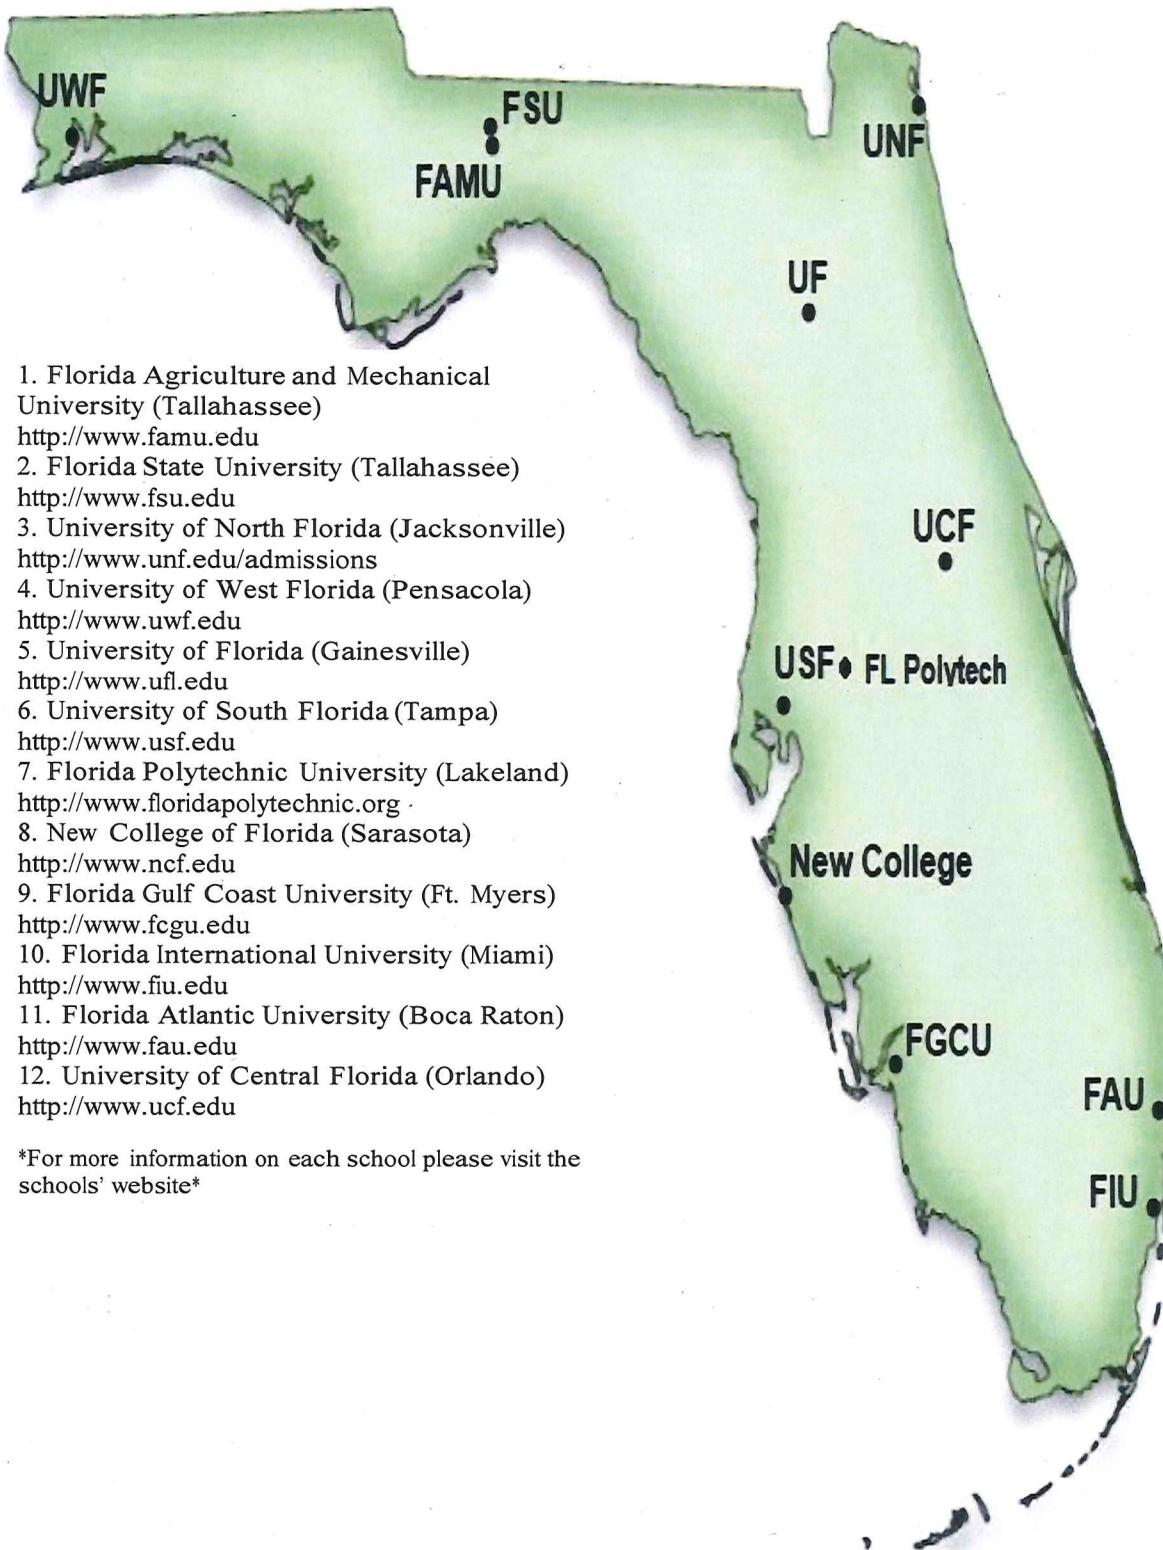 UWF
FSU
FAMU
UNF
UF
1. Florida Agriculture and Mechanical
University (Tallahassee)
http://www.famu.edu
2. Florida State University (Tallahassee)
http://www.fsu.edu
3. University of North Florida (Jacksonville)
http://www.unf.edu/admissions
4. University of West Florida (Pensacola)
http://www.uwf.edu
5. University of Florida (Gainesville)
http://www.ufl.edu
6. University of South Florida (Tampa)
http://www.usf.edu
7. Florida Polytechnic University (Lakeland)
http://www.floridapolytechnic.org
8. New College of Florida (Sarasota)
http://www.ncf.edu
9. Florida Gulf Coast University (Ft. Myers)
http://www.fcgu.edu
10. Florida International University (Miami)
http://www.fiu.edu
11. Florida Atlantic University (Boca Raton)
http://www.fau.edu
12. University of Central Florida (Orlando)
http://www.ucf.edu
*For more information on each school please visit the
schools' website*
UCF
USF
FL Polytech
New College
FGCU
FAU
FIU